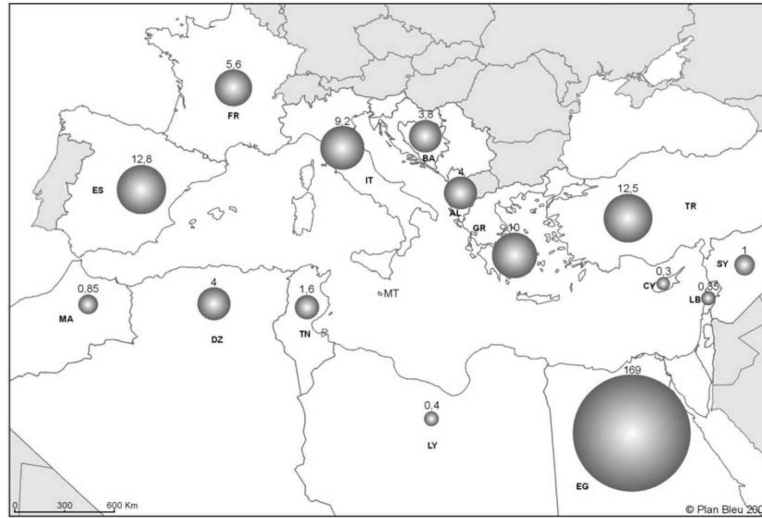 5,6
FR
3,8
BA
9,2
IT
12,8
ES
4
AL
GR
9,10
12,5
TR
1
SY
0,3
CY
0,35
LB
0,85
MA
4
DZ
1,6
TN
MT
0,4
LY
169
EG
0 300 600 Km
© Plan Bleu